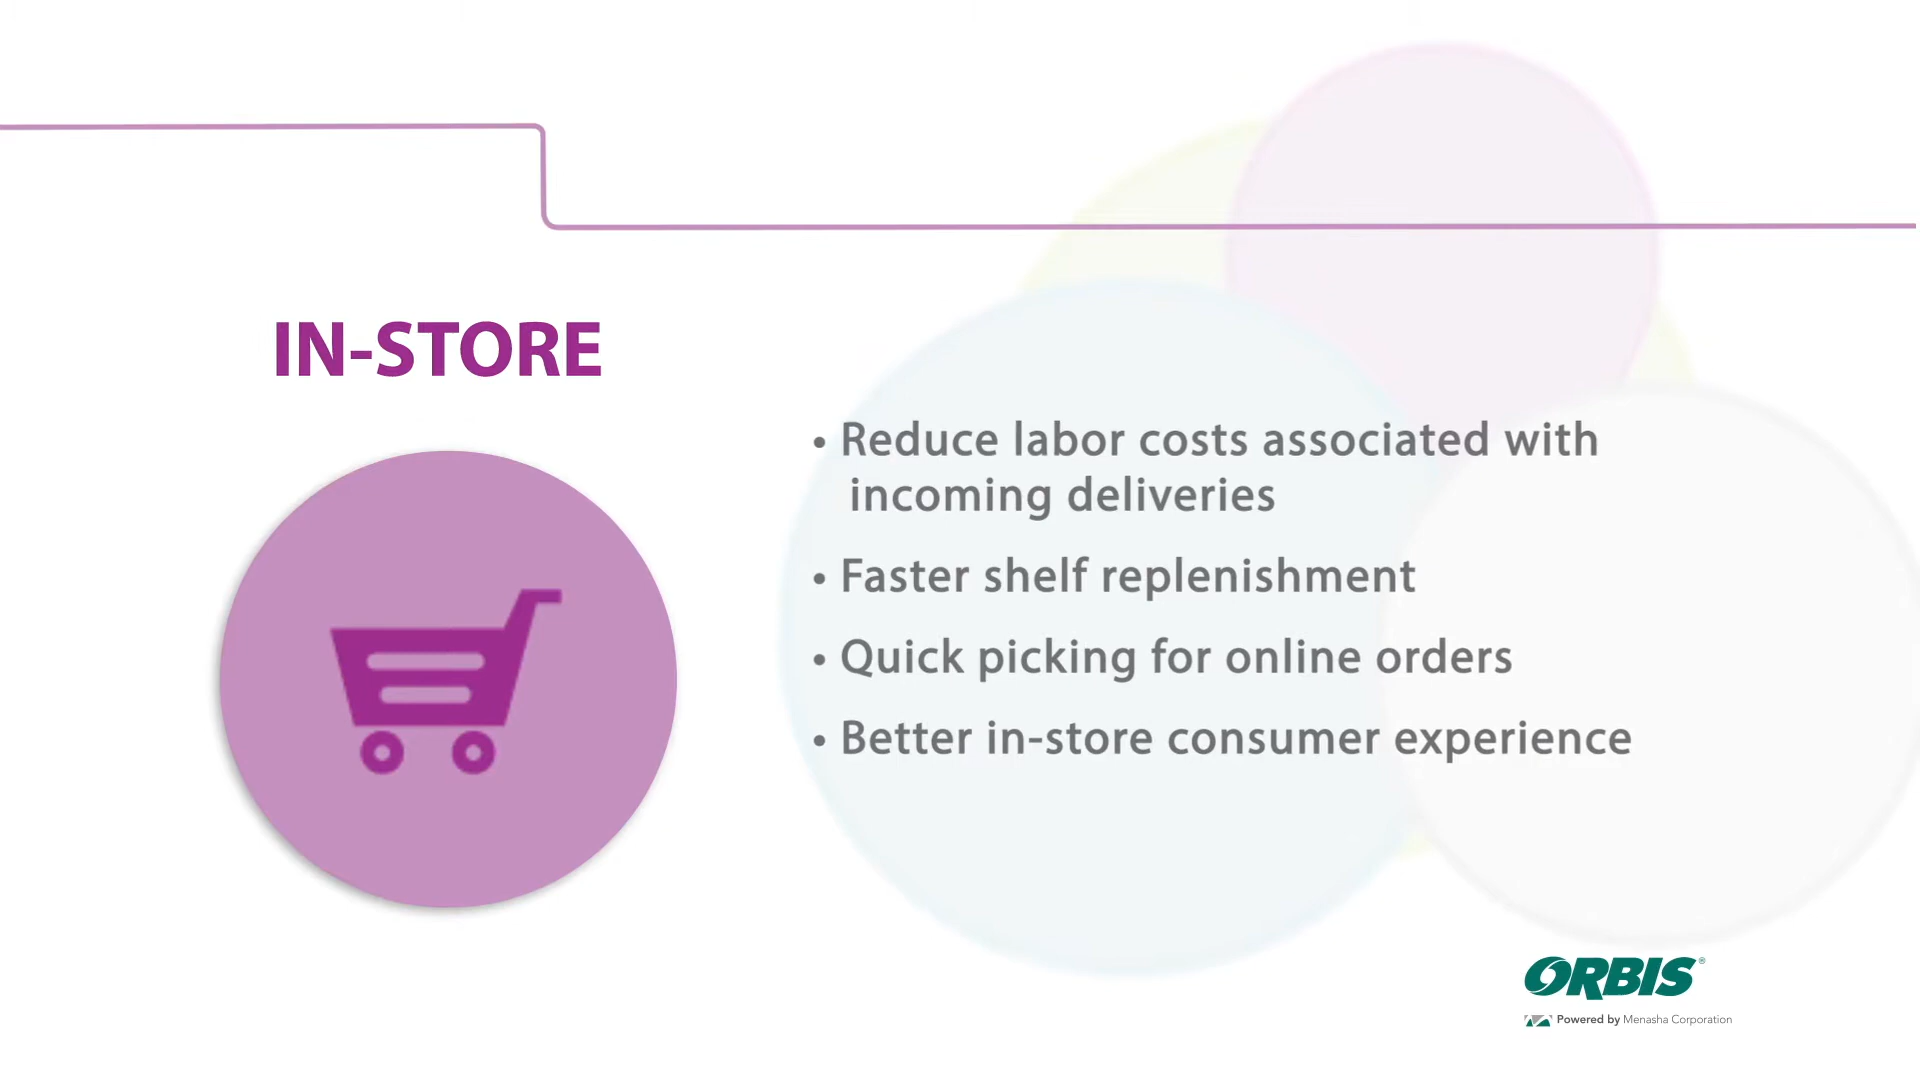 IN-STORE
• Reduce labor costs associated with
incoming deliveries
• Faster shelf replenishment
• Quick picking for online orders
• Better in-store consumer experience
ORBIS®
Powered by Menasha Corporation